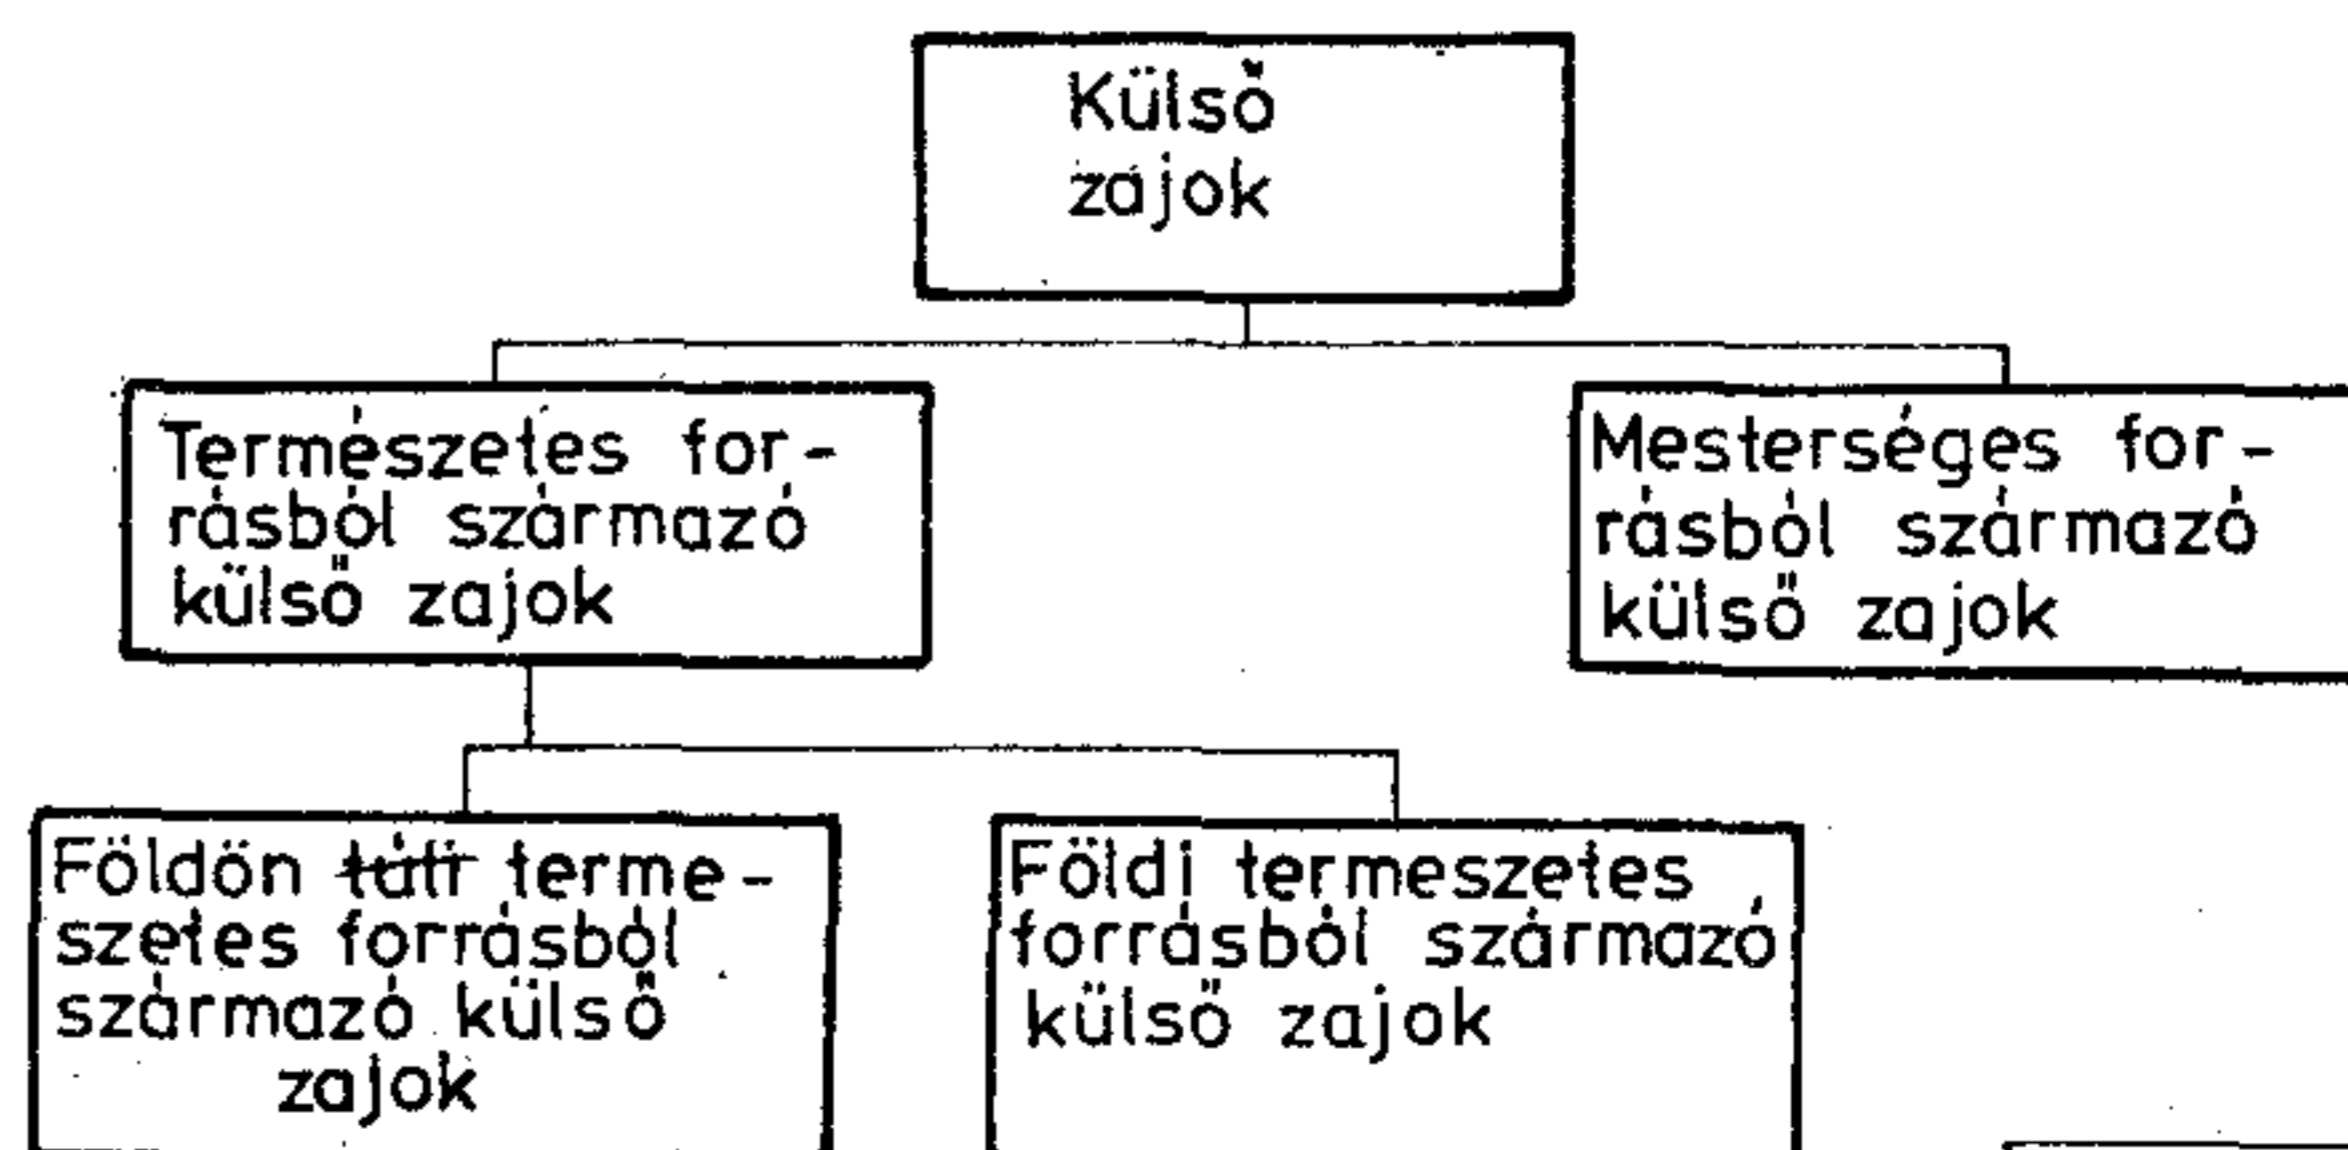 Külső
zajok
Természetes for-
rásból származó
külső zajok
Mesterséges for-
rásból származó
külső zajok
Földön túli terme-
szetes forrásból
származó külső
zajok
Földi termeszetes
forrásból származó
külső zajok